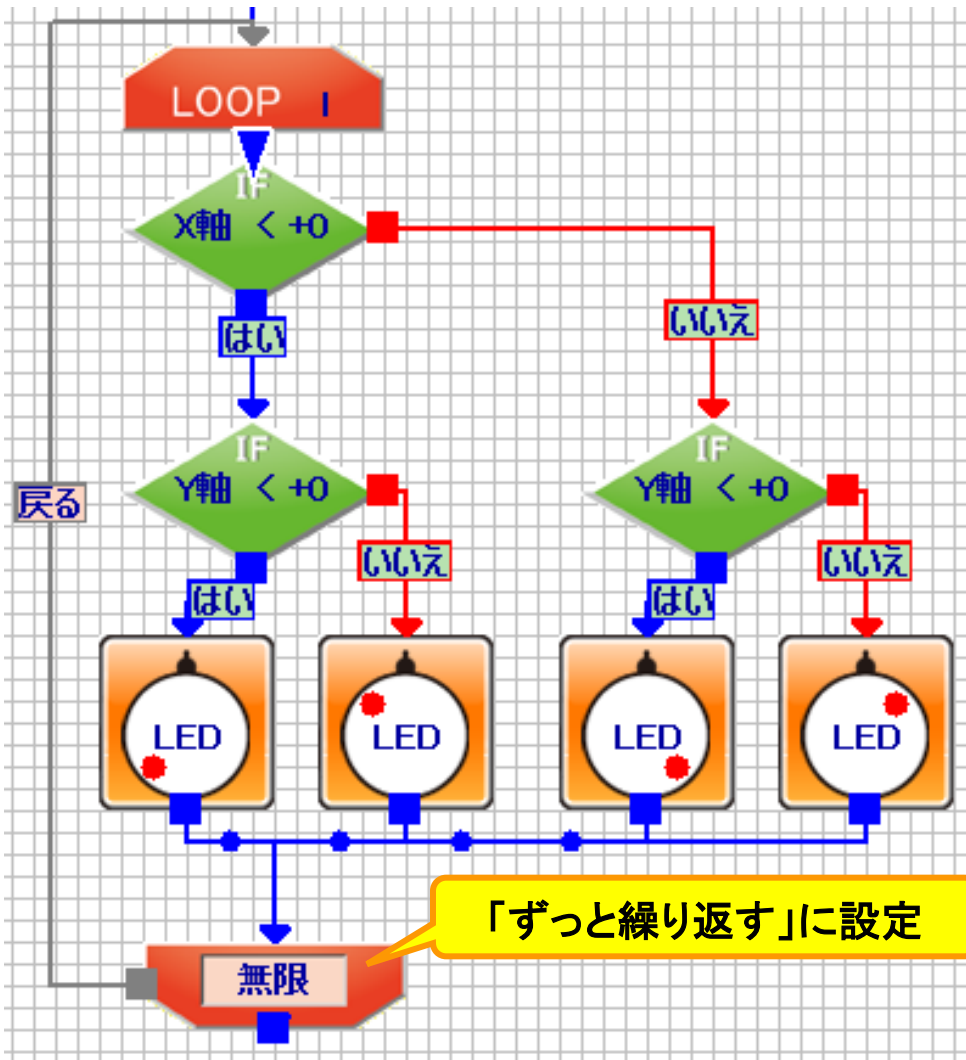 LOOP I
IF
X軸 < +0
はい
いいえ
IF
Y軸 < +0
IF
Y軸 < +0
戻る
はい
いいえ
はい
いいえ
LED
LED
LED
LED
「ずっと繰り返す」に設定
無限